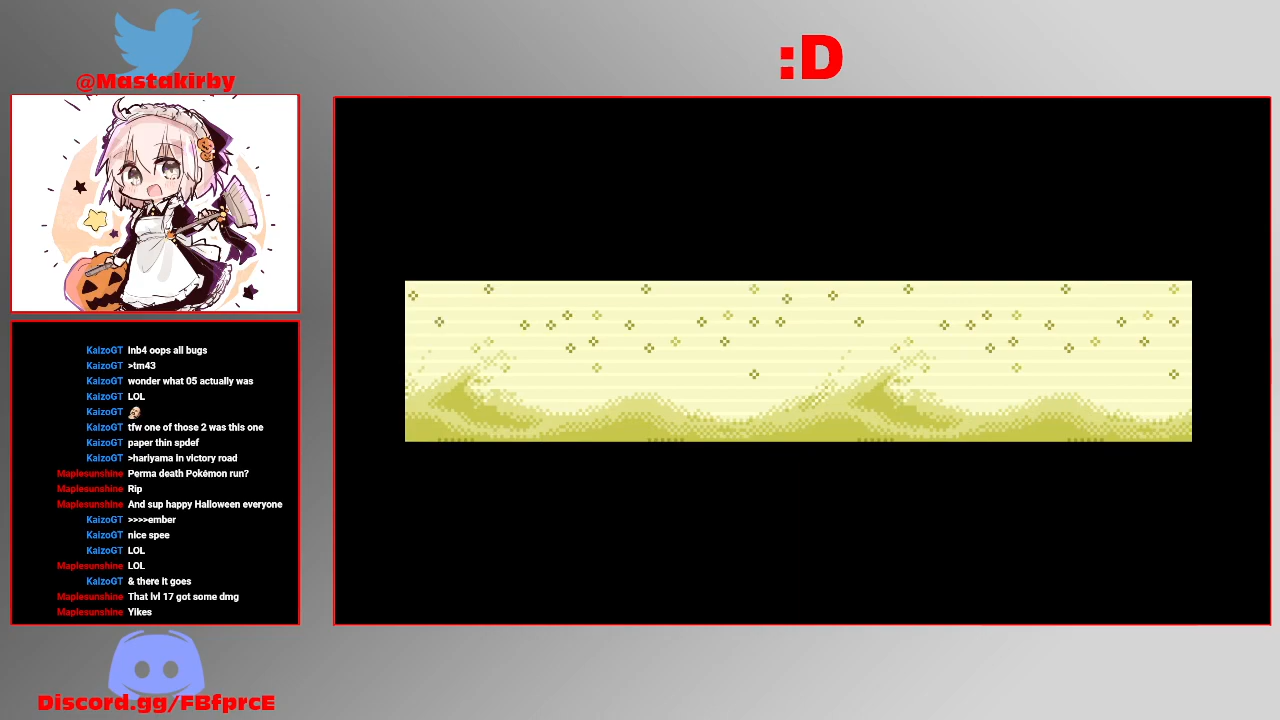 @Mastakirby
:D
KaizoGT Inb4 oops all bugs
KaizoGT >tm43
KaizoGT wonder what 05 actually was
KaizoGT LOL
KaizoGT
KaizoGT tfw one of those 2 was this one
KaizoGT paper thin spdef
KaizoGT >hariyama in victory road
Maplesunshine Perma death Pokémon run?
Maplesunshine Rip
Maplesunshine And sup happy Halloween everyone
KaizoGT >>>>ember
KaizoGT nice spee
KaizoGT LOL
Maplesunshine LOL
KaizoGT & there it goes
Maplesunshine That lvl 17 got some dmg
Maplesunshine Yikes
Discord.gg/FBfprcE